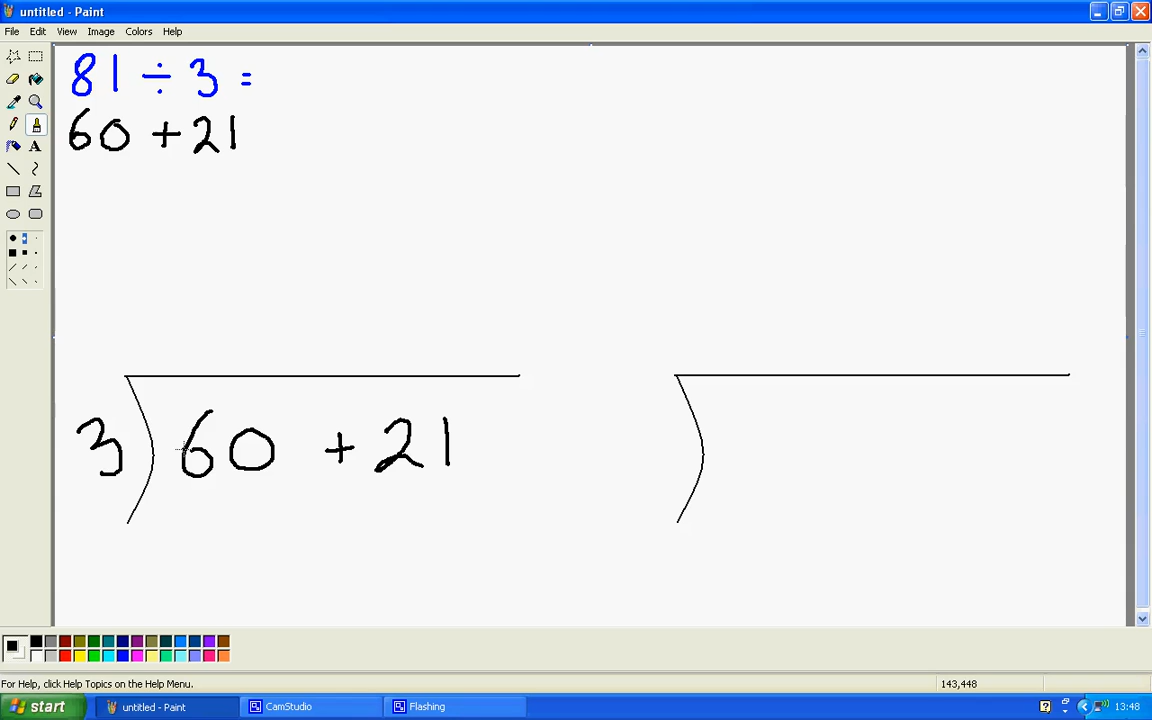 untitled - Paint
File Edit View Image Colors Help
81 ÷ 3 =
60 + 21
3 60 + 21
For Help, click Help Topics on the Help Menu. 143,448
start untitled - Paint CamStudio Flashing 13:48